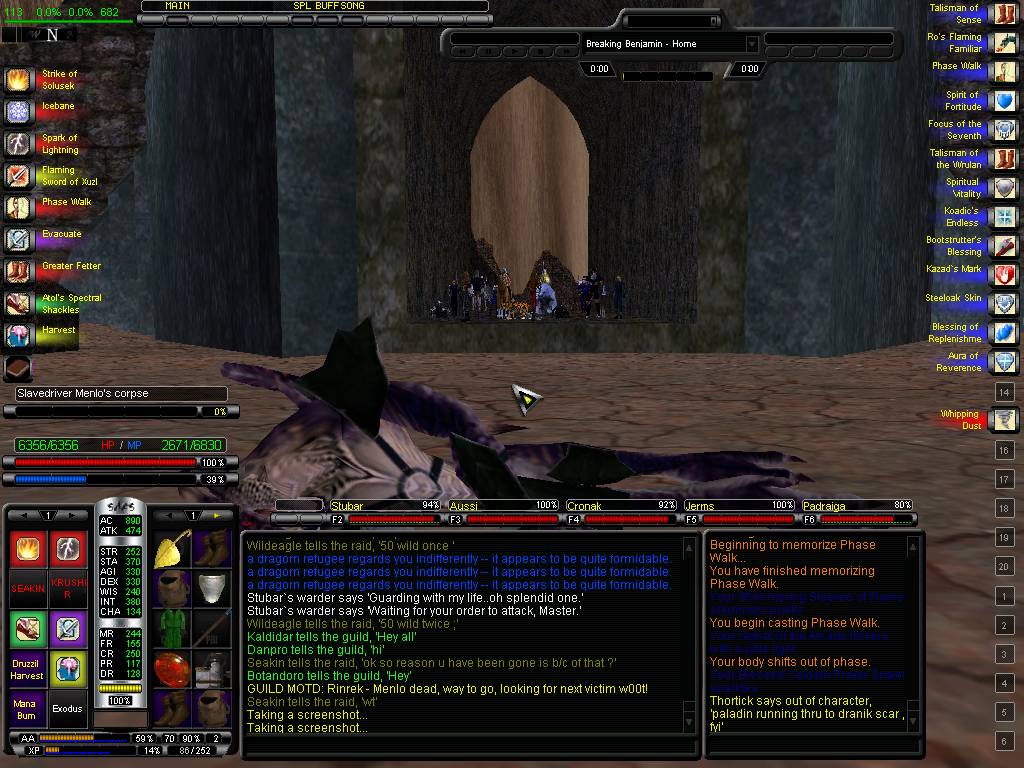 113 0.0% 0.0% 682
MAIN SPL BUFFSONG
W N
Breaking Benjamin - Home
0:00 0:00
Strike of
Solusek
Icebane
Spark of
Lightning
Flaming
Sword of Xuzl
Phase Walk
Evacuate
Greater Fetter
Atol's Spectral
Shackles
Harvest
Talisman of
Sense
Ro's Flaming
Familiar
Phase Walk
Spirit of
Fortitude
Focus of the
Seventh
Talisman of
the Wrulan
Spiritual
Vitality
Koadic's
Endless
Bootstrutter's
Blessing
Kazad's Mark
Steeloak Skin
Blessing of
Replenishme
Aura of
Reverence
14
Whipping
Dust
16
17
18
19
20
1
2
3
4
5
6
Slavedriver Menlo's corpse
0%
6356/6356 HP / MP 2671/6830
100%
39%
1
SEAKIN
KRUSHE
R
Druzzil
Harvest
Mana
Burn
Exodus
AC 890
ATK 474
STR 252
STA 370
AGI 330
DEX 330
WIS 240
INT 380
CHA 134
MR 244
FR 155
CR 250
PR 117
DR 128
100%
1
AA 59% 70 90% 2
XP 14% 86/252
Stubar 94%
F2
Aussi 100%
F3
Cronak 92%
F4
Jerms 100%
F5
Padraiga 80%
F6
Wildeagle tells the raid, '50 wild once '
a dragorn refugee regards you indifferently -- it appears to be quite formidable.
a dragorn refugee regards you indifferently -- it appears to be quite formidable.
a dragorn refugee regards you indifferently -- it appears to be quite formidable.
Stubar`s warder says 'Guarding with my life..oh splendid one.'
Stubar`s warder says 'Waiting for your order to attack, Master.'
Wildeagle tells the raid, '50 wild twice ;'
Kaldidar tells the guild, 'Hey all'
Danpro tells the guild, 'hi'
Seakin tells the raid, 'ok so reason u have been gone is b/c of that ?'
Botandoro tells the guild, 'Hey'
GUILD MOTD: Rinrek - Menlo dead, way to go, looking for next victim w00t!
Seakin tells the raid, 'wt'
Taking a screenshot...
Taking a screenshot...
Beginning to memorize Phase
Walk...
You have finished memorizing
Phase Walk.
Your Shimmering Sleeves of Flame
shimmers briefly.
You begin casting Phase Walk.
with a pale light.
Your body shifts out of phase.
Thortick says out of character,
'paladin running thru to dranik scar ,
fyi'